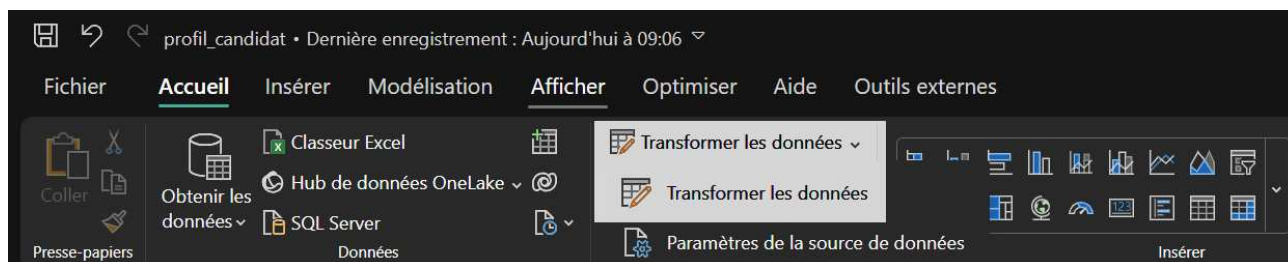 profil_candidat • Dernière enregistrement : Aujourd'hui à 09:06
Fichier Accueil Insérer Modélisation Afficher Optimiser Aide Outils externes
Coller
Presse-papiers
Obtenir les
données
Classeur Excel
Hub de données OneLake
SQL Server
Données
Transformer les données
Transformer les données
Paramètres de la source de données
123
Insérer